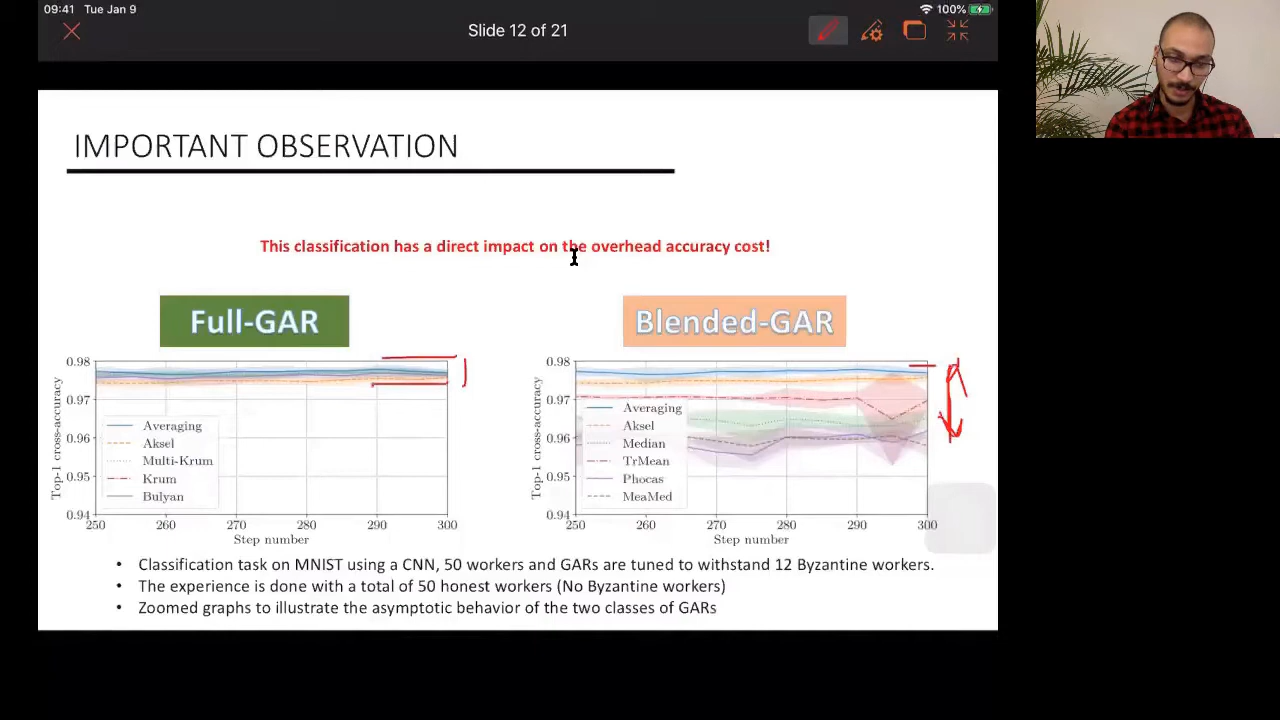 09:41 Tue Jan 9
100%
Slide 12 of 21
IMPORTANT OBSERVATION
This classification has a direct impact on the overhead accuracy cost!
Full-GAR
0.98
0.97
0.96
0.95
0.94
Top-1 cross-accuracy
Averaging
Aksel
Multi-Krum
Krum
Bulyan
250 260 270 280 290 300
Step number
Blended-GAR
0.98
0.97
0.96
0.95
0.94
Top-1 cross-accuracy
Averaging
Aksel
Median
TrMean
Phocas
MeaMed
250 260 270 280 290 300
Step number
• Classification task on MNIST using a CNN, 50 workers and GARs are tuned to withstand 12 Byzantine workers.
• The experience is done with a total of 50 honest workers (No Byzantine workers)
• Zoomed graphs to illustrate the asymptotic behavior of the two classes of GARs